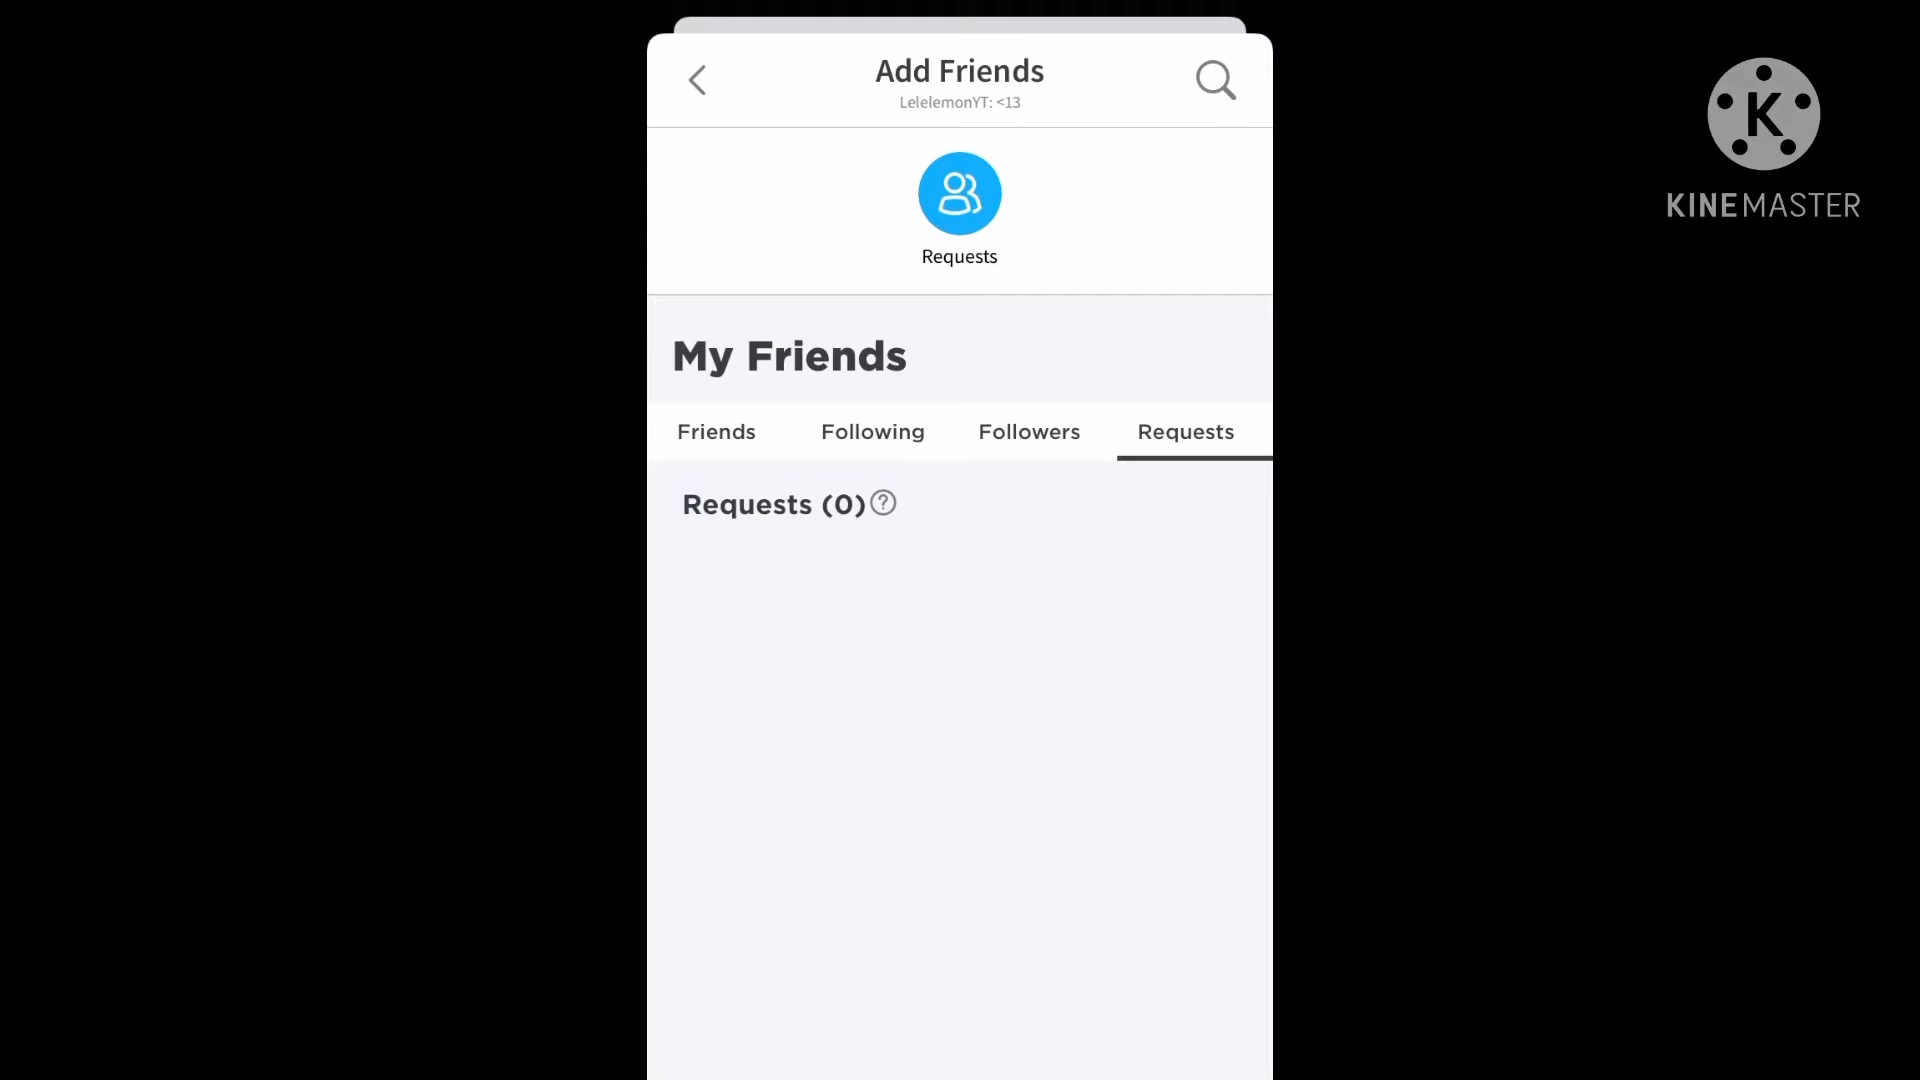 Add Friends
LelelemonYT: <13
K
KINEMASTER
Requests
My Friends
Friends Following Followers Requests
Requests (0)?